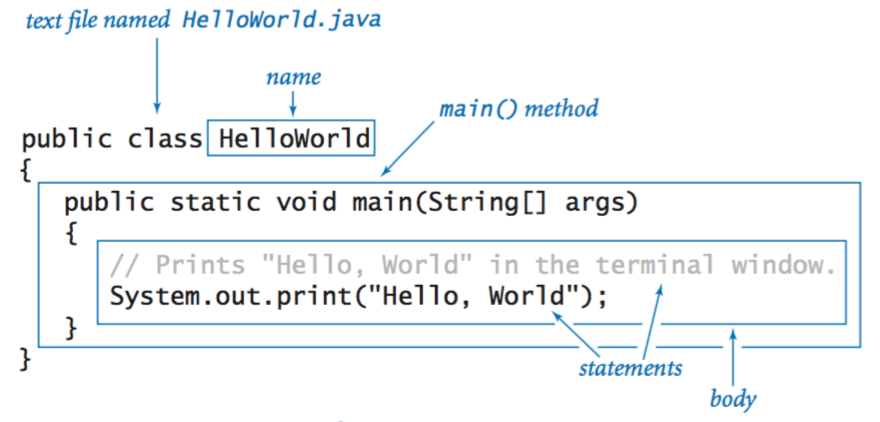 text file named HelloWorld.java
name
main() method
public class HelloWorld
{
public static void main(String[] args)
{
// Prints "Hello, World" in the terminal window.
System.out.print("Hello, World");
}
}
statements
body